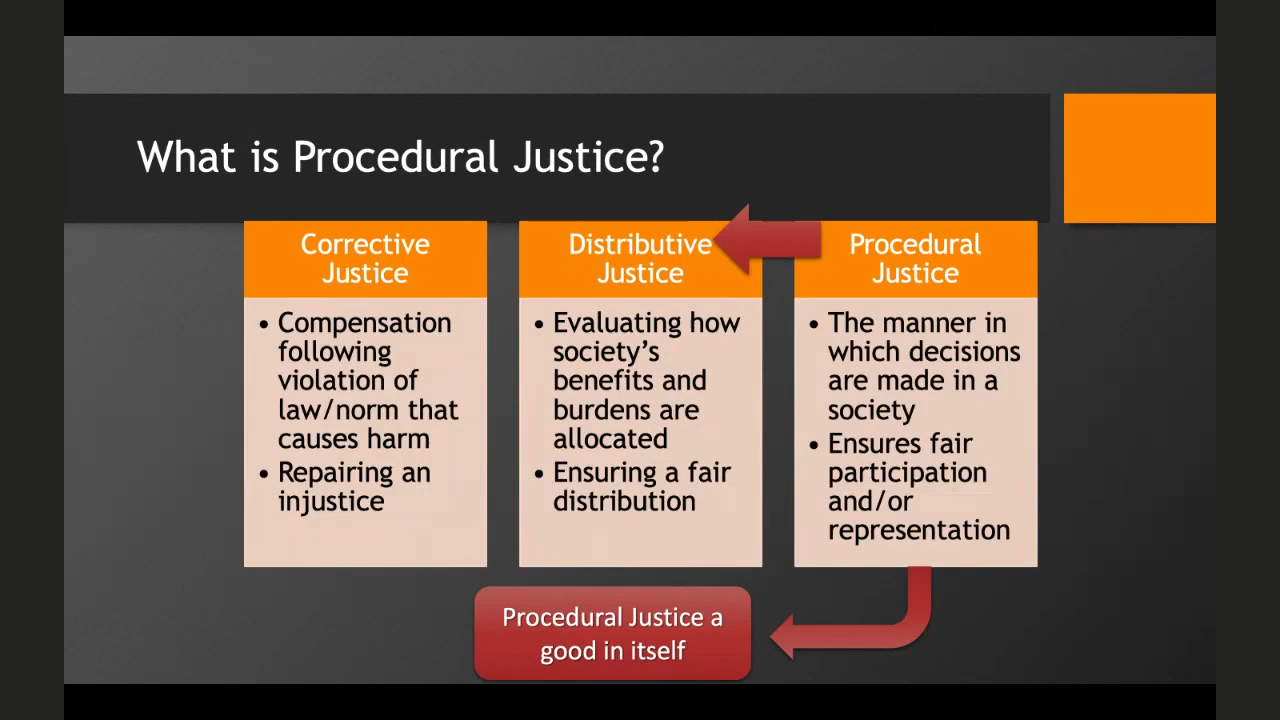 What is Procedural Justice?
Corrective
Justice
• Compensation
following
violation of
law/norm that
causes harm
• Repairing an
injustice
Distributive
Justice
• Evaluating how
society’s
benefits and
burdens are
allocated
• Ensuring a fair
distribution
Procedural
Justice
• The manner in
which decisions
are made in a
society
• Ensures fair
participation
and/or
representation
Procedural Justice a
good in itself